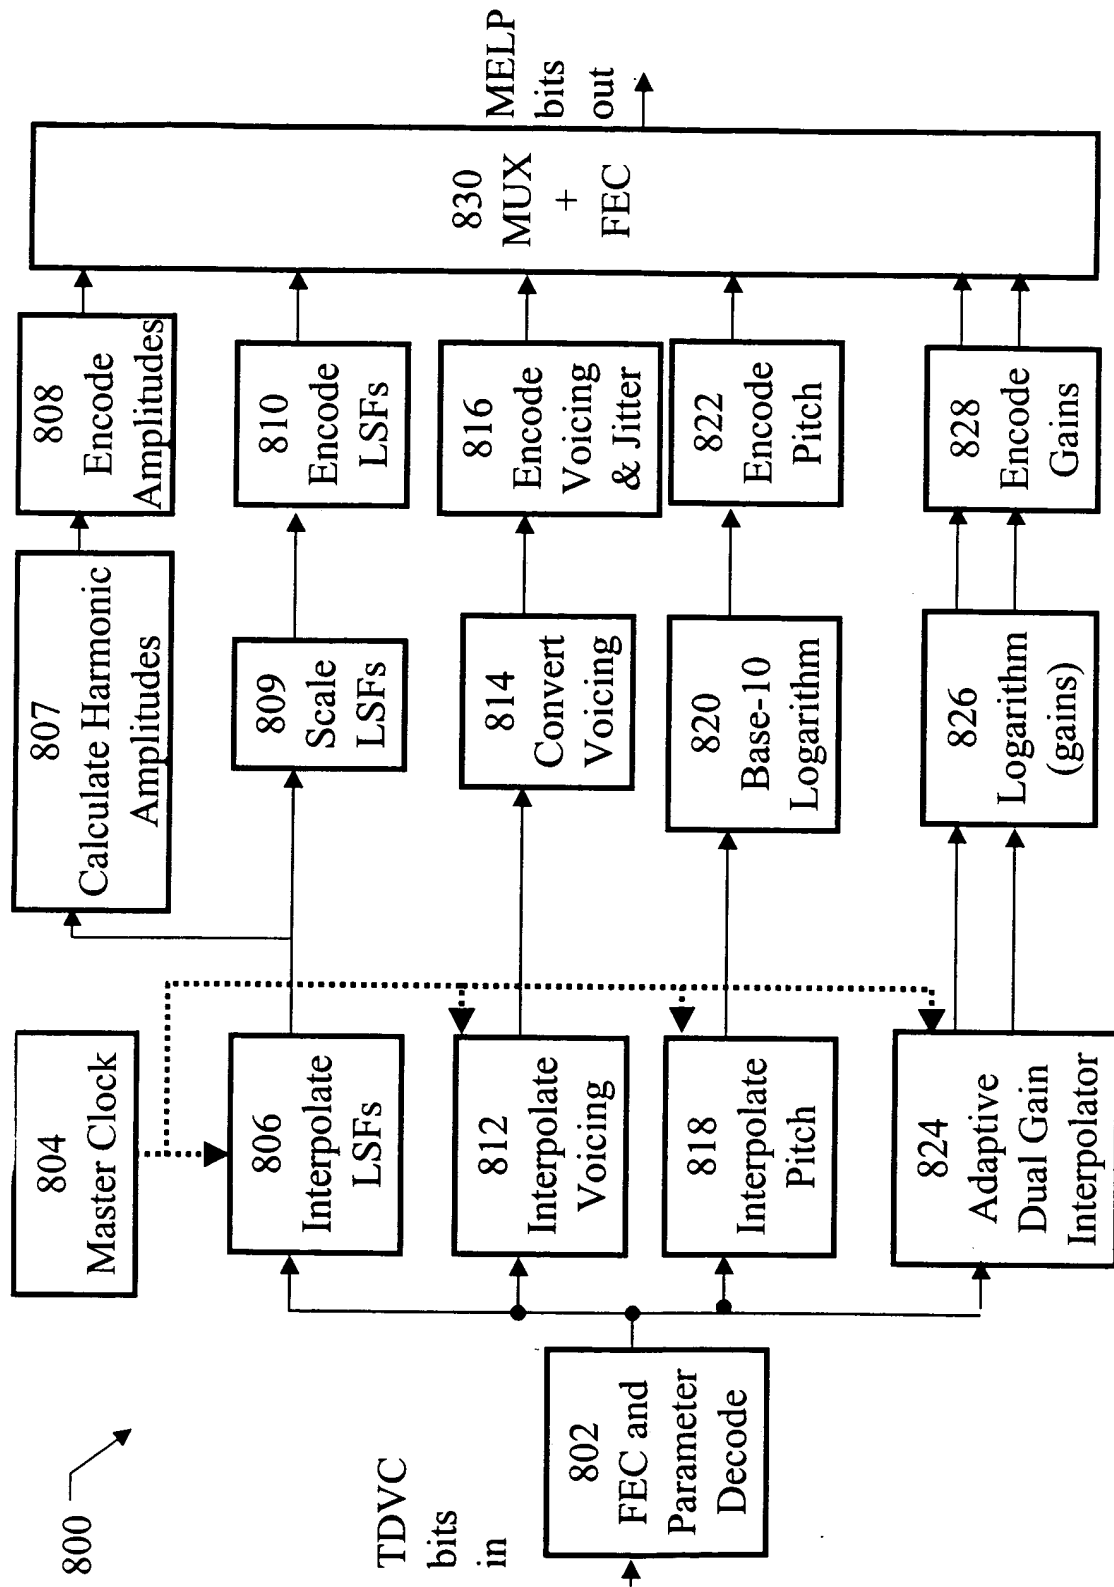 800
TDVC
bits
in
802
FEC and
Parameter
Decode
804
Master Clock
806
Interpolate
LSFs
812
Interpolate
Voicing
818
Interpolate
Pitch
824
Adaptive
Dual Gain
Interpolator
807
Calculate Harmonic
Amplitudes
809
Scale
LSFs
814
Convert
Voicing
820
Base-10
Logarithm
826
Logarithm
(gains)
808
Encode
Amplitudes
810
Encode
LSFs
816
Encode
Voicing
& Jitter
822
Encode
Pitch
828
Encode
Gains
830
MUX
+
FEC
MELP
bits
out